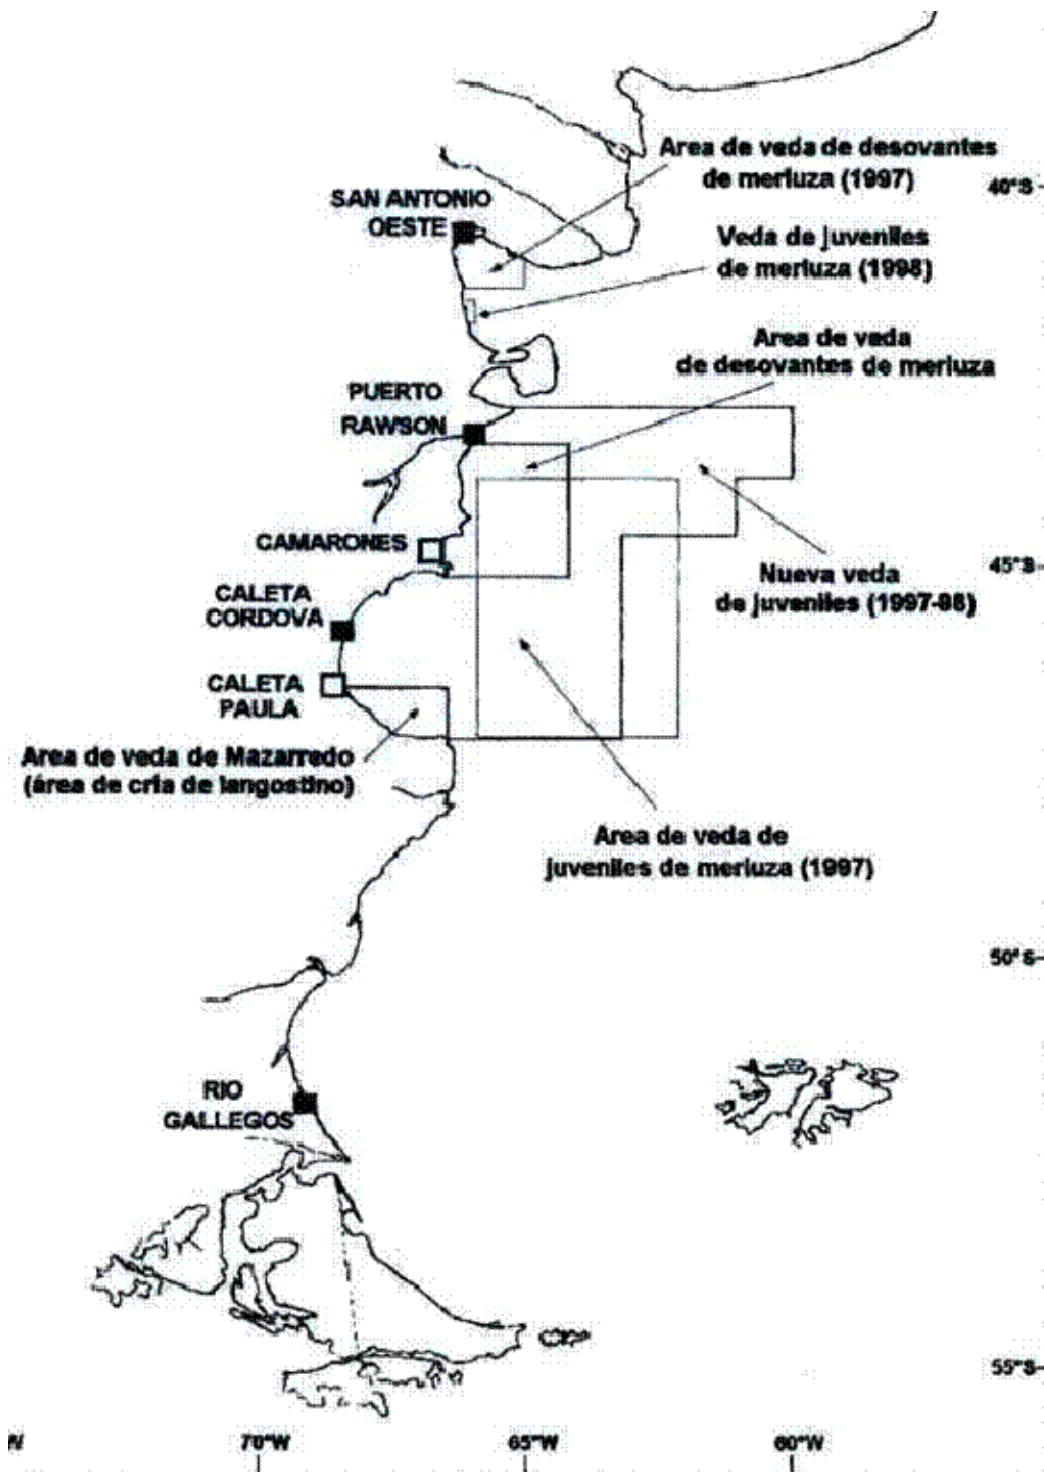 Area de veda de desovantes
de merluza (1997)
40°S
SAN ANTONIO
OESTE
Veda de juveniles
de merluza (1998)
Area de veda
de desovantes de merluza
PUERTO
RAWSON
CAMARONES
45°S
Nueva veda
de juveniles (1997-98)
CALETA
CORDOVA
CALETA
PAULA
Area de veda de Mazarredo
(área de cría de langostino)
Area de veda de
juveniles de merluza (1997)
50°S
RIO
GALLEGOS
55°S
W
70°W
65°W
60°W